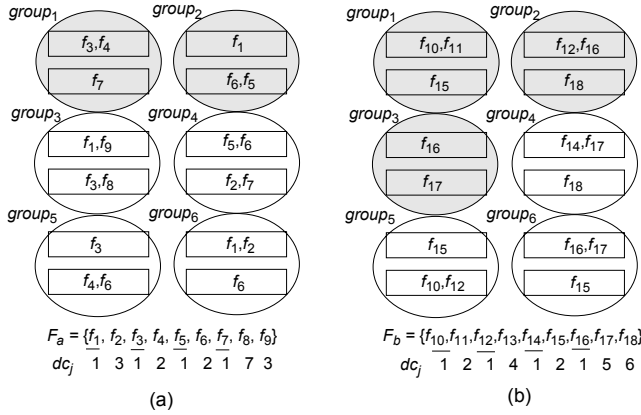 group1 group2 group1 group2
f3,f4 f1 f10,f11 f12,f16
f7 f6,f5 f15 f18
group3 group4 group3 group4
f1,f9 f5,f6 f16 f14,f17
f3,f8 f2,f7 f17 f18
group5 group6 group5 group6
f3 f1,f2 f15 f16,f17
f4,f6 f6 f10,f12 f15
Fa = {f1, f2, f3, f4, f5, f6, f7, f8, f9} Fb = {f10,f11,f12,f13,f14,f15,f16,f17,f18}
dcj 1 3 1 2 1 2 1 7 3 dcj 1 2 1 4 1 2 1 5 6
(a) (b)